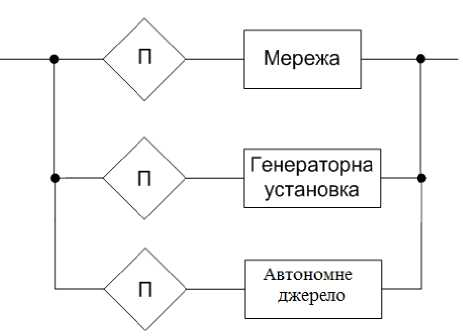 П
Мережа
П
Генераторна
установка
П
Автономне
джерело